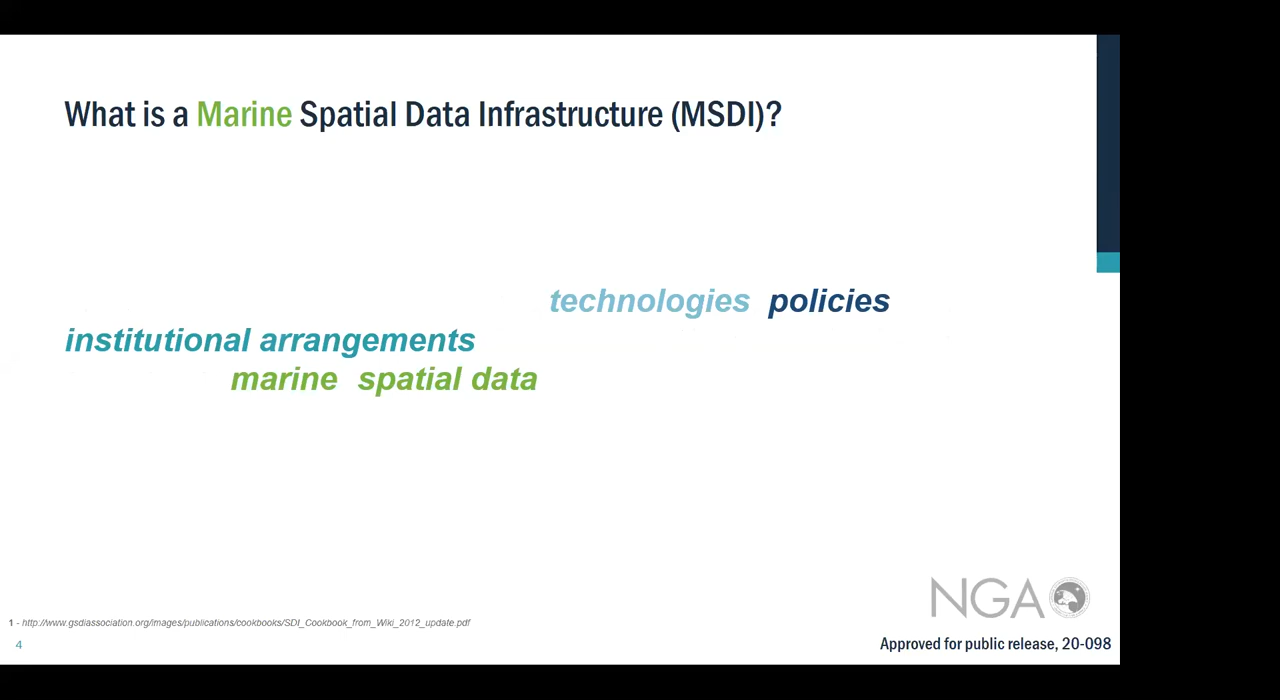 What is a Marine Spatial Data Infrastructure (MSDI)?
technologies policies
institutional arrangements
marine spatial data
NGA
1 - http://www.gsdiassociation.org/images/publications/cookbooks/SDI_Cookbook_from_Wiki_2012_update.pdf
4
Approved for public release, 20-098